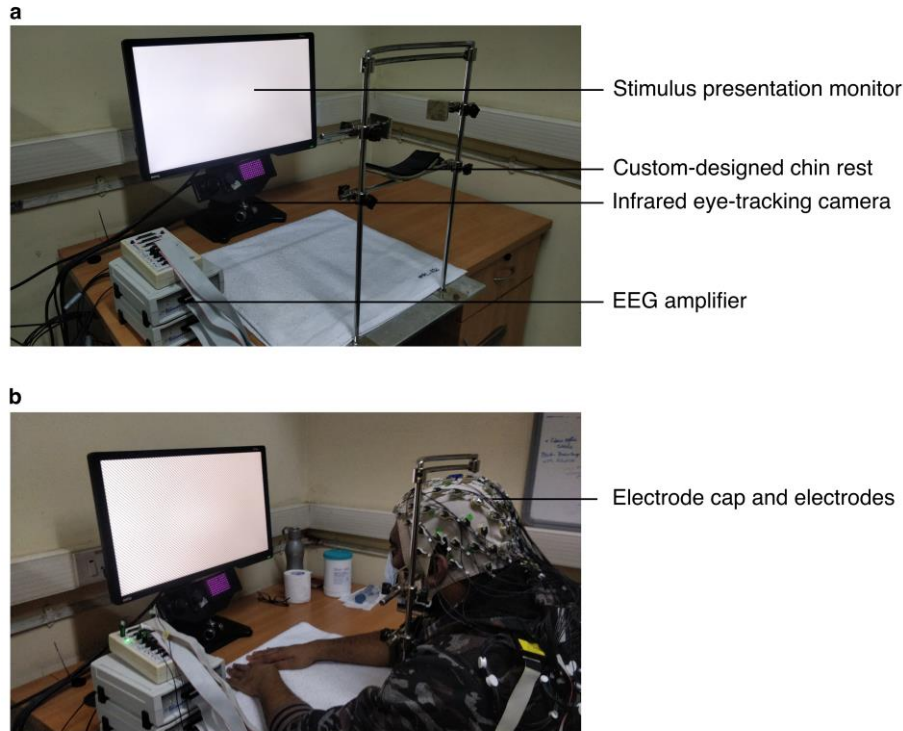 a
Stimulus presentation monitor
Custom-designed chin rest
Infrared eye-tracking camera
EEG amplifier
b
Electrode cap and electrodes